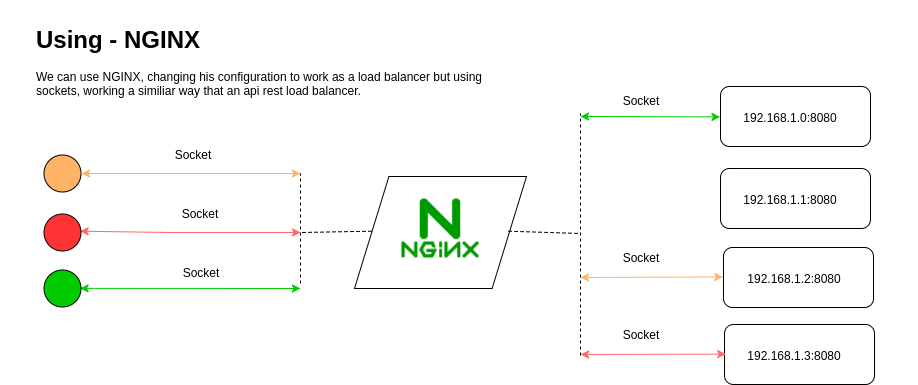 Using - NGINX
We can use NGINX, changing his configuration to work as a load balancer but using
sockets, working a similiar way that an api rest load balancer.
Socket
Socket
Socket
NGiNX
Socket
192.168.1.0:8080
192.168.1.1:8080
Socket
192.168.1.2:8080
Socket
192.168.1.3:8080